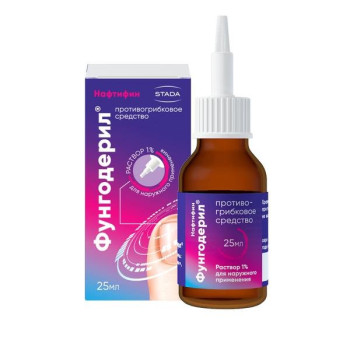 Нафтифин
STADA
Фунгодерил®
противогрибковое
средство
РАСТВОР 1%
для наружного применения
25мл
Нафтифин
Фунгодерил®
противо-
грибковое
средство
25мл
Раствор 1%
для наружного
применения